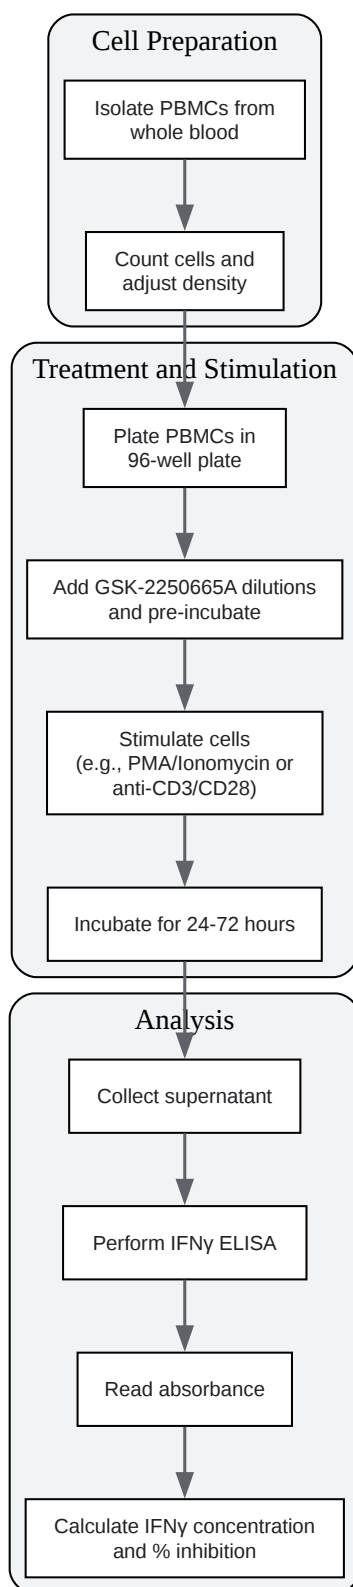 Cell Preparation
Isolate PBMCs from
whole blood
Count cells and
adjust density
Treatment and Stimulation
Plate PBMCs in
96-well plate
Add GSK-2250665A dilutions
and pre-incubate
Stimulate cells
(e.g., PMA/Ionomycin or
anti-CD3/CD28)
Incubate for 24-72 hours
Analysis
Collect supernatant
Perform IFNγ ELISA
Read absorbance
Calculate IFNγ concentration
and % inhibition